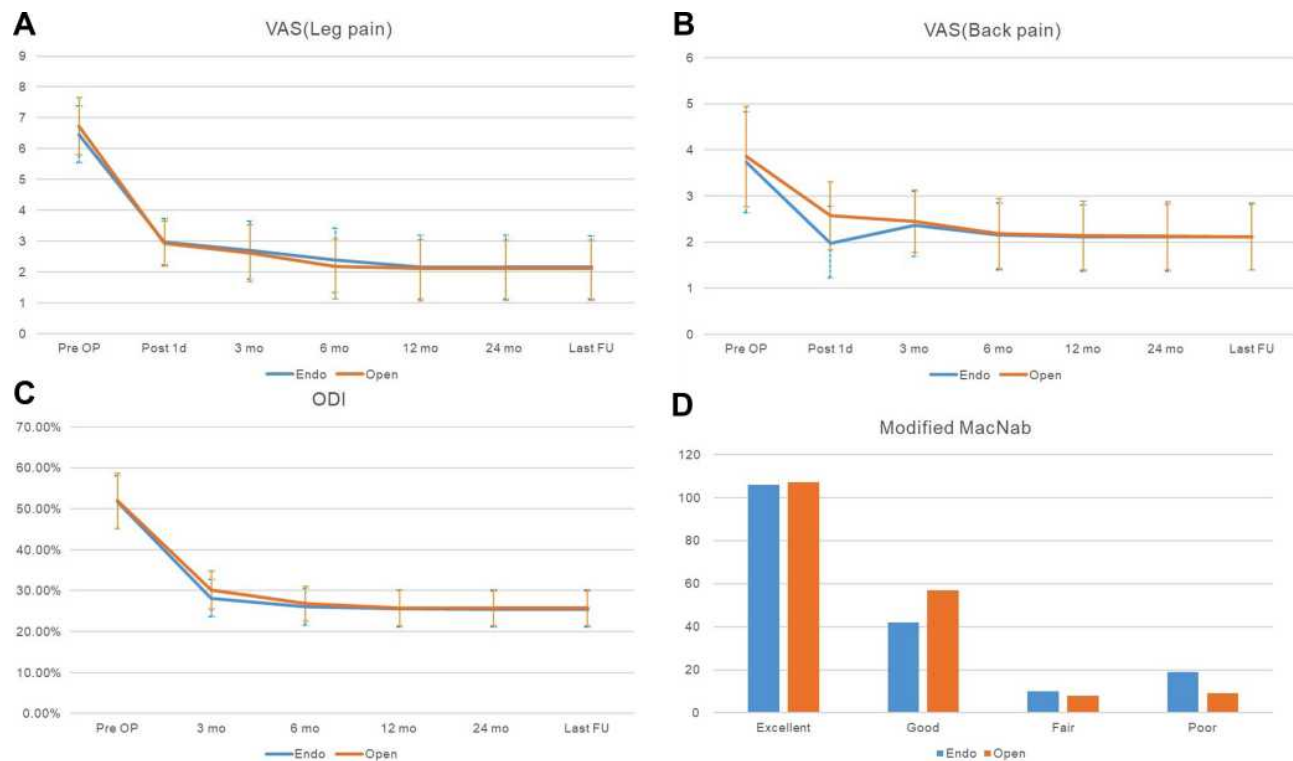 A
VAS(Leg pain)
9
8
7
6
5
4
3
2
1
0
Pre OP Post 1d 3 mo 6 mo 12 mo 24 mo Last FU
Endo Open
B
VAS(Back pain)
6
5
4
3
2
1
0
Pre OP Post 1d 3 mo 6 mo 12 mo 24 mo Last FU
Endo Open
C
ODI
70.00%
60.00%
50.00%
40.00%
30.00%
20.00%
10.00%
0.00%
Pre OP 3 mo 6 mo 12 mo 24 mo Last FU
Endo Open
D
Modified MacNab
120
100
80
60
40
20
0
Excellent Good Fair Poor
Endo Open